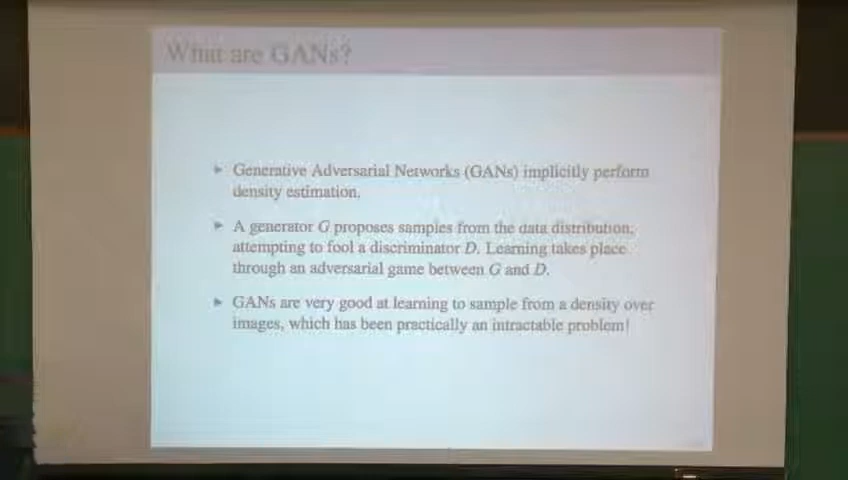 What are GANs?
▸ Generative Adversarial Networks (GANs) implicitly perform
density estimation.
▸ A generator G proposes samples from the data distribution,
attempting to fool a discriminator D. Learning takes place
through an adversarial game between G and D.
▸ GANs are very good at learning to sample from a density over
images, which has been practically an intractable problem!